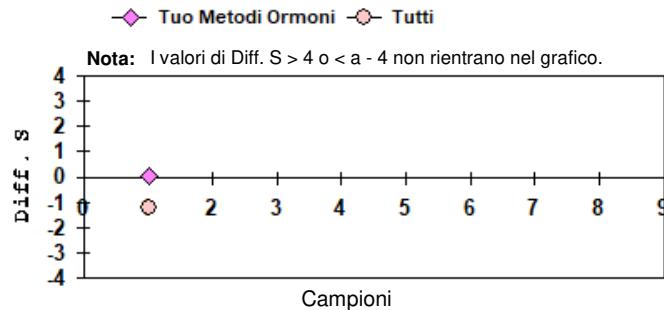 Tuo Metodi Ormoni Tutti
Nota: I valori di Diff. S > 4 o < a - 4 non rientrano nel grafico.
4
3
2
1
0
-1
-2
-3
-4
Diff. S
0 2 3 4 5 6 7 8 9
Campioni